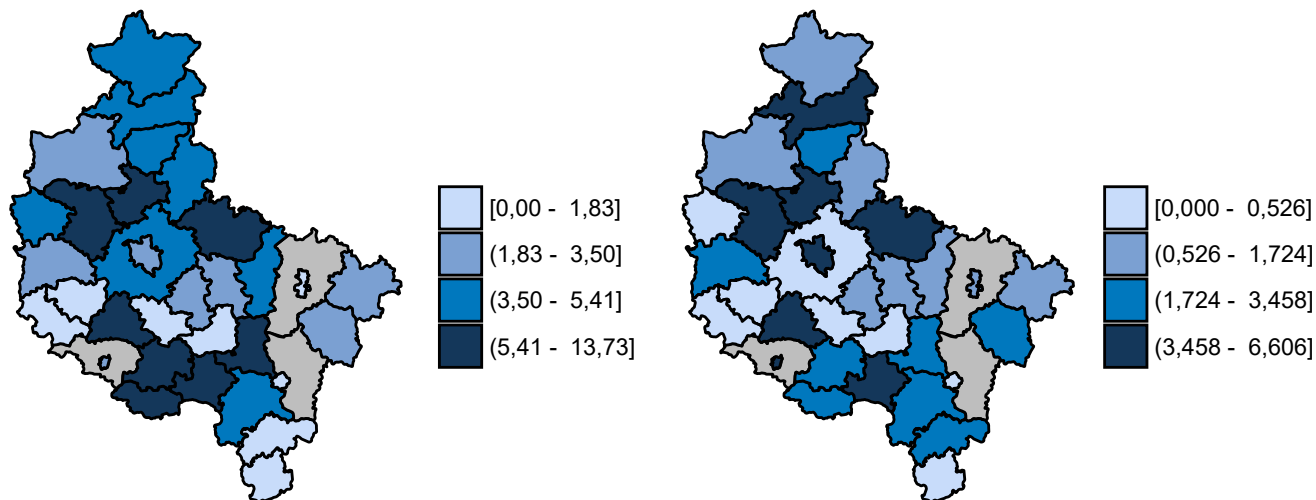 [0,00 - 1,83]
(1,83 - 3,50]
(3,50 - 5,41]
(5,41 - 13,73]
[0,000 - 0,526]
(0,526 - 1,724]
(1,724 - 3,458]
(3,458 - 6,606]